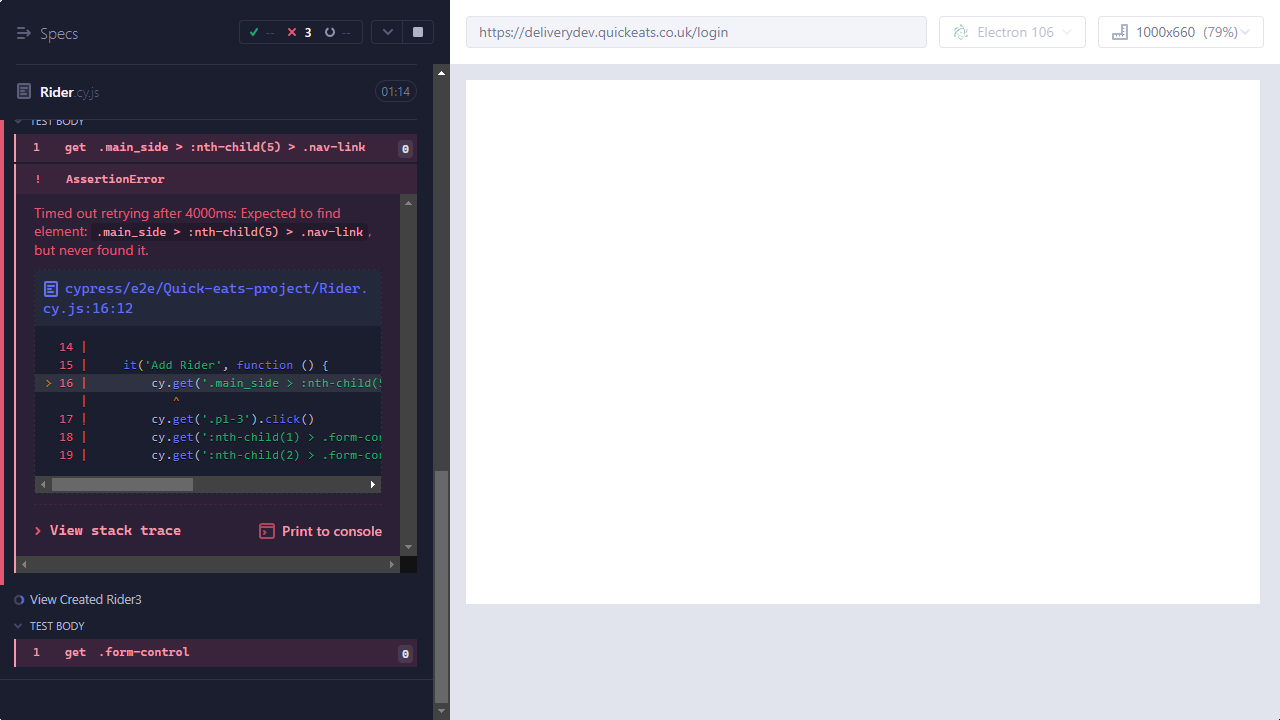 Specs
-- 3 --
https://deliverydev.quickeats.co.uk/login
Electron 106
1000x660 (79%)
Rider.cy.js
01:14
TEST BODY
1 get .main_side > :nth-child(5) > .nav-link 0
! AssertionError
Timed out retrying after 4000ms: Expected to find
element: .main_side > :nth-child(5) > .nav-link,
but never found it.
cypress/e2e/Quick-eats-project/Rider.
cy.js:16:12
14 |
15 | it('Add Rider', function () {
> 16 | cy.get('.main_side > :nth-child(5
| ^
17 | cy.get('.pl-3').click()
18 | cy.get(':nth-child(1) > .form-con
19 | cy.get(':nth-child(2) > .form-con
View stack trace
Print to console
View Created Rider3
TEST BODY
1 get .form-control 0